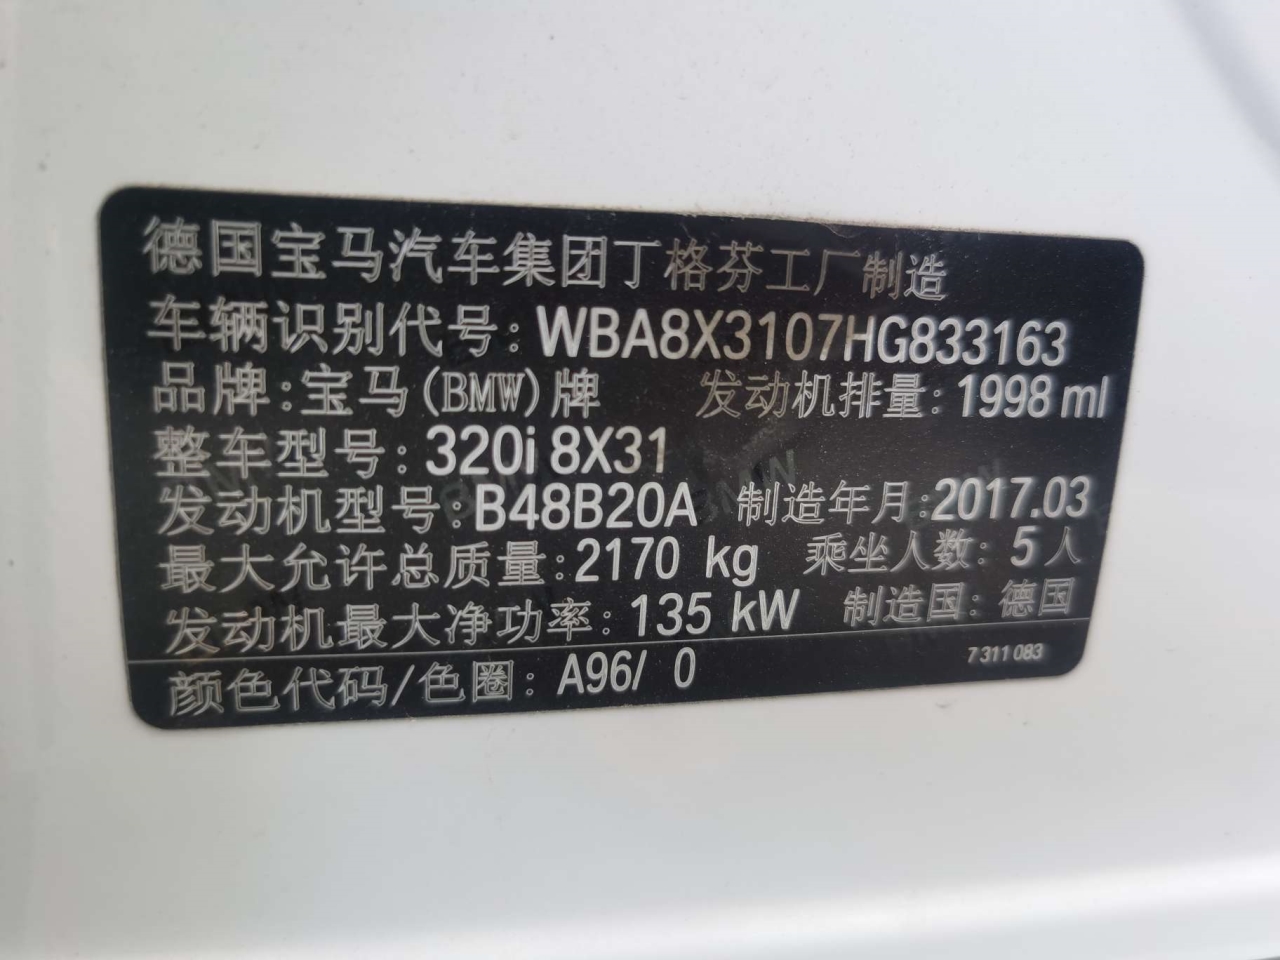 德国宝马汽车集团丁格芬工厂制造
车辆识别代号：WBA8X3107HG833163
品牌：宝马(BMW)牌 发动机排量：1998 ml
整车型号：320i 8X31
发动机型号：B48B20A 制造年月：2017.03
最大允许总质量：2170 kg 乘坐人数：5人
发动机最大净功率：135 kW 制造国：德国
7 311 083
颜色代码/色圈：A96/ 0